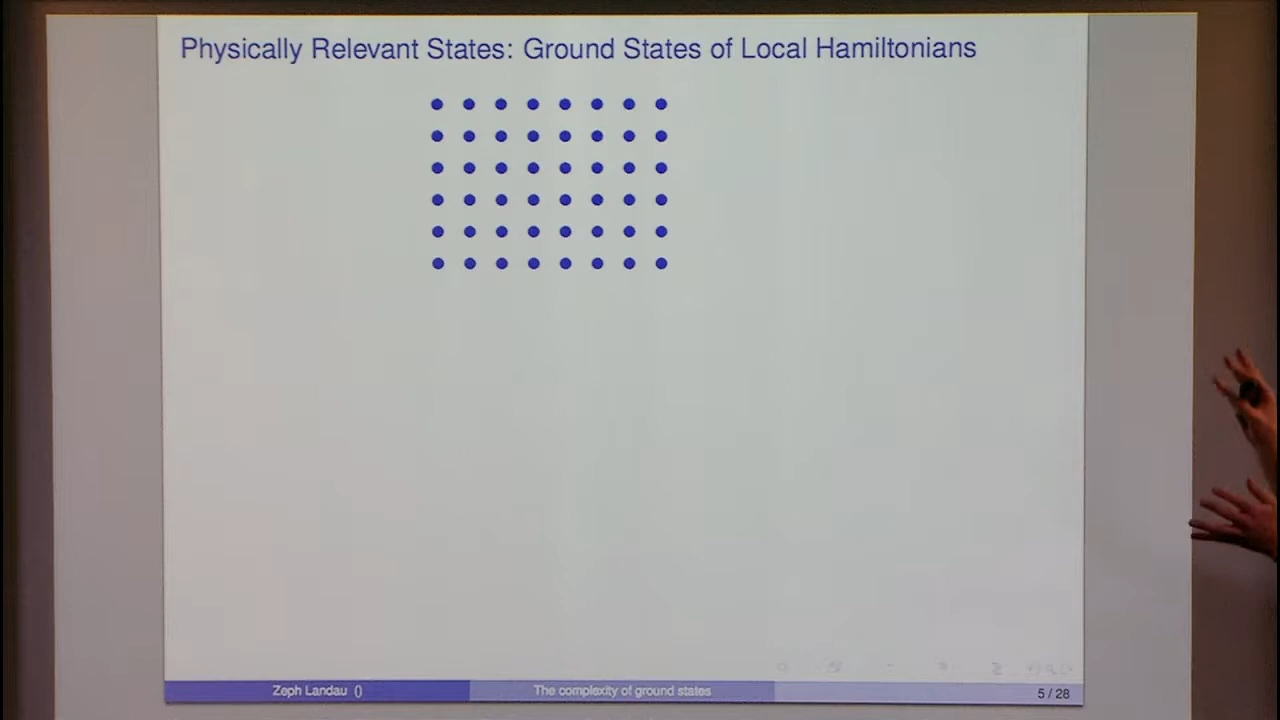 Physically Relevant States: Ground States of Local Hamiltonians
Zeph Landau ()
The complexity of ground states
5 / 28